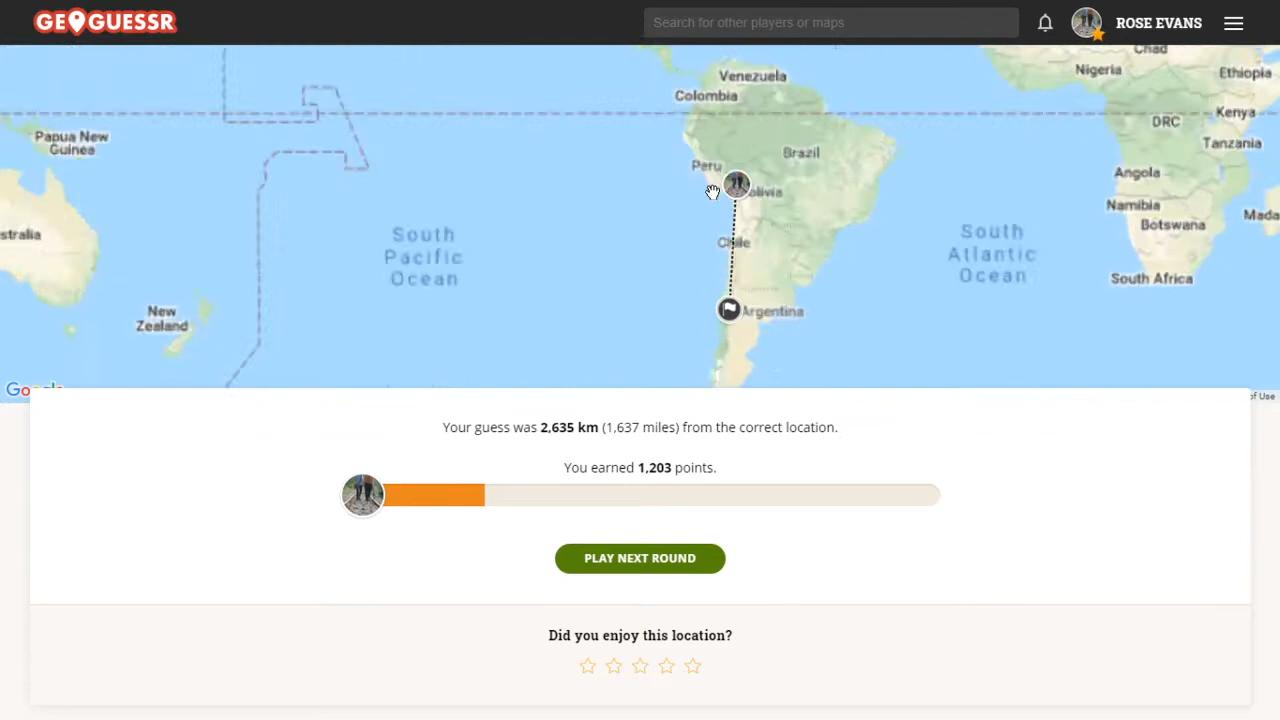 GEOGUESSR
Search for other players or maps
ROSE EVANS
Venezuela
Colombia
Chad
Nigeria
Ethiopia
Kenya
DRC
Tanzania
Papua New
Guinea
Peru
Brazil
Angola
olivia
Namibia
Botswana
Mada
stralia
South
Pacific
Ocean
Chile
South
Atlantic
Ocean
South Africa
New
Zealand
Argentina
Google
of Use
Your guess was 2,635 km (1,637 miles) from the correct location.
You earned 1,203 points.
PLAY NEXT ROUND
Did you enjoy this location?